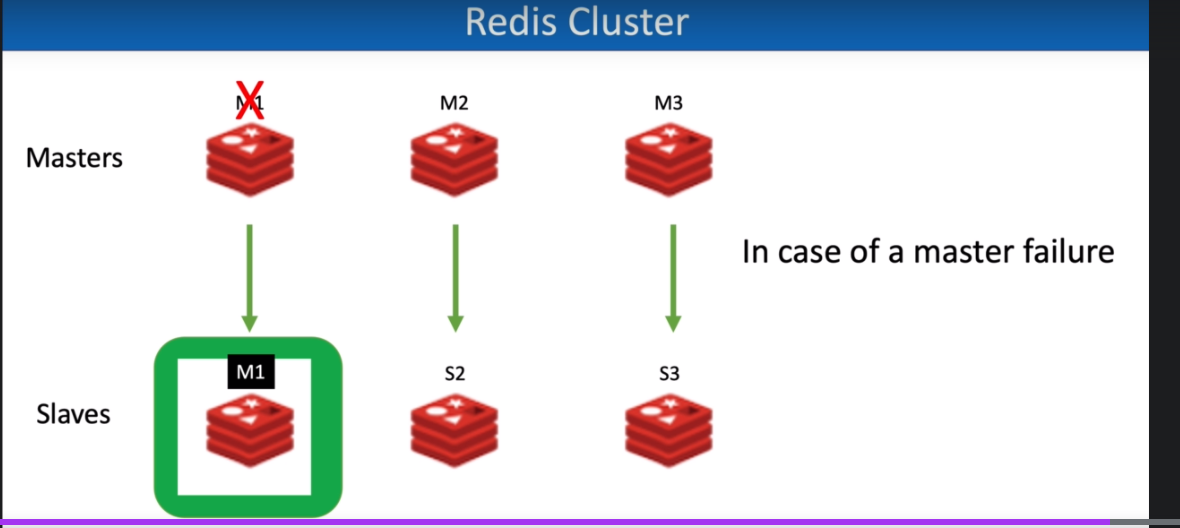 Redis Cluster
M1
M2
M3
Masters
In case of a master failure
M1
S2
S3
Slaves